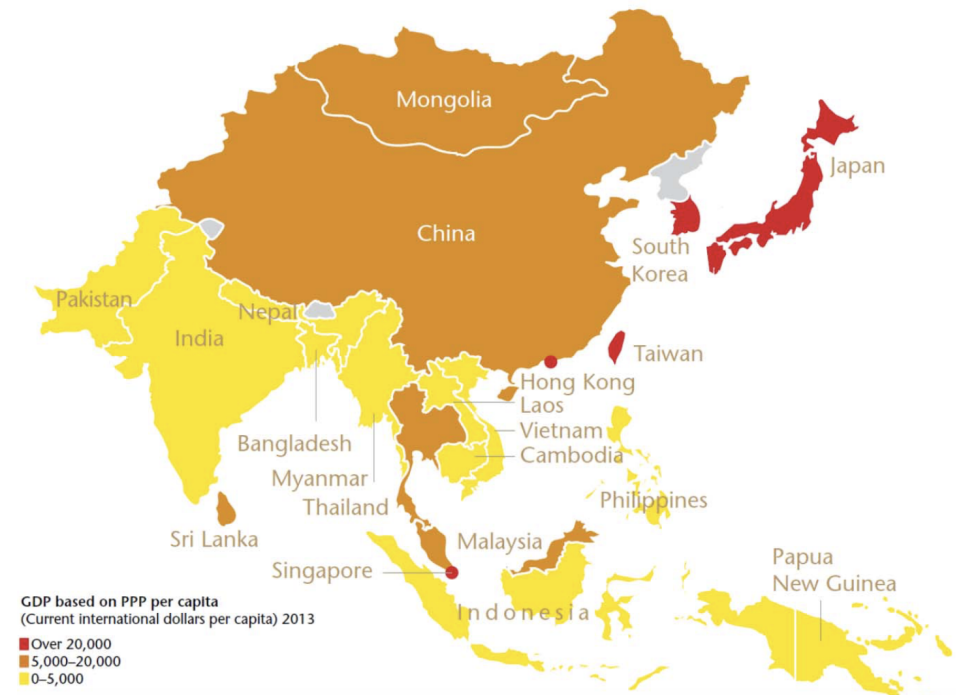 Mongolia
Japan
China
South
Korea
Pakistan
Nepal
India
Taiwan
Hong Kong
Laos
Vietnam
Bangladesh
Cambodia
Myanmar
Thailand
Philippines
Sri Lanka
Malaysia
Singapore
Papua
New Guinea
Indonesia
GDP based on PPP per capita
(Current international dollars per capita) 2013
Over 20,000
5,000–20,000
0–5,000